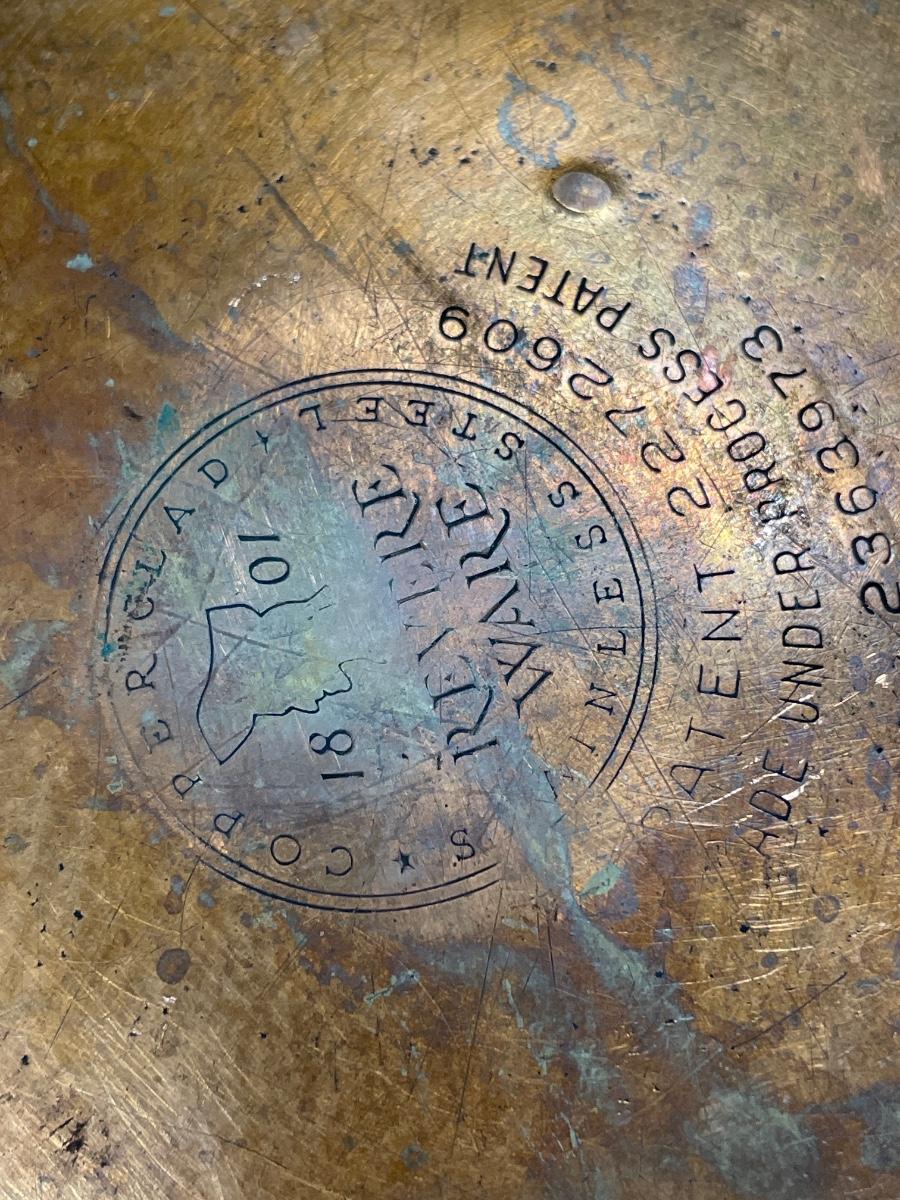 COPPER CLAD
18 01
REVERE
WARE
★ STAINLESS STEEL ★
PATENT 2272609
MADE UNDER PROCESS PATENT
2363973.